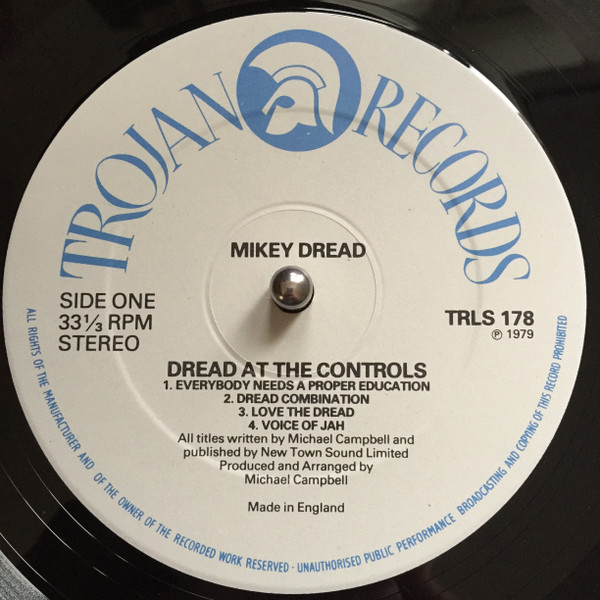 TROJAN RECORDS
MIKEY DREAD
SIDE ONE
33⅓ RPM
STEREO
TRLS 178
℗ 1979
DREAD AT THE CONTROLS
1. EVERYBODY NEEDS A PROPER EDUCATION
2. DREAD COMBINATION
3. LOVE THE DREAD
4. VOICE OF JAH
All titles written by Michael Campbell and
published by New Town Sound Limited
Produced and Arranged by
Michael Campbell
Made in England
ALL RIGHTS OF THE MANUFACTURER AND OF THE OWNER OF THE RECORDED WORK RESERVED · UNAUTHORISED PUBLIC PERFORMANCE BROADCASTING AND COPYING OF THIS RECORD PROHIBITED